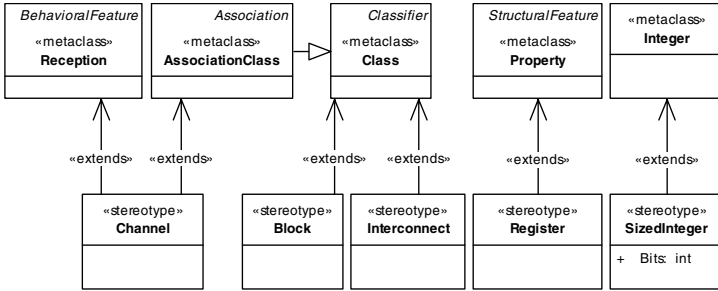 BehavioralFeature
«metaclass»
Reception
Association
«metaclass»
AssociationClass
Classifier
«metaclass»
Class
StructuralFeature
«metaclass»
Property
«metaclass»
Integer
«extends»
«extends»
«extends»
«extends»
«extends»
«extends»
«stereotype»
Channel
«stereotype»
Block
«stereotype»
Interconnect
«stereotype»
Register
«stereotype»
SizedInteger
+ Bits: int